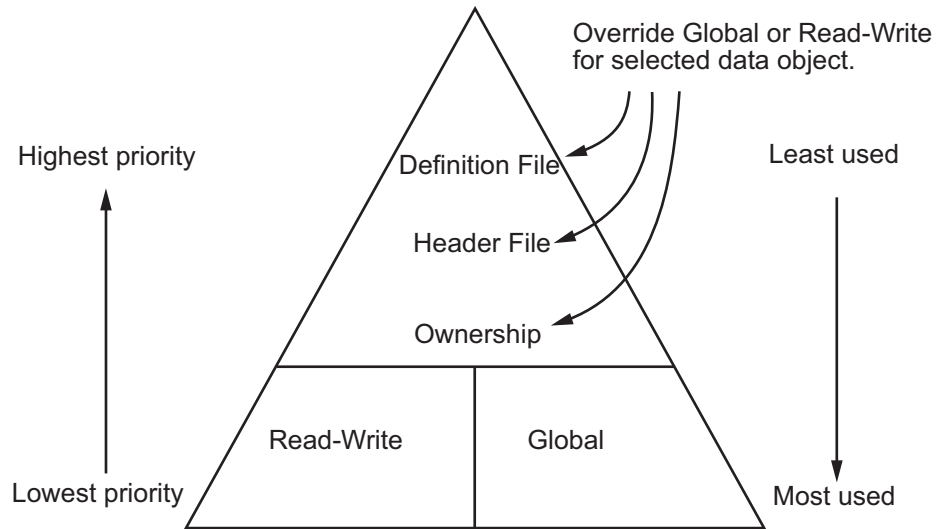 Override Global or Read-Write
for selected data object.
Highest priority
Least used
Definition File
Header File
Ownership
Read-Write
Global
Lowest priority
Most used